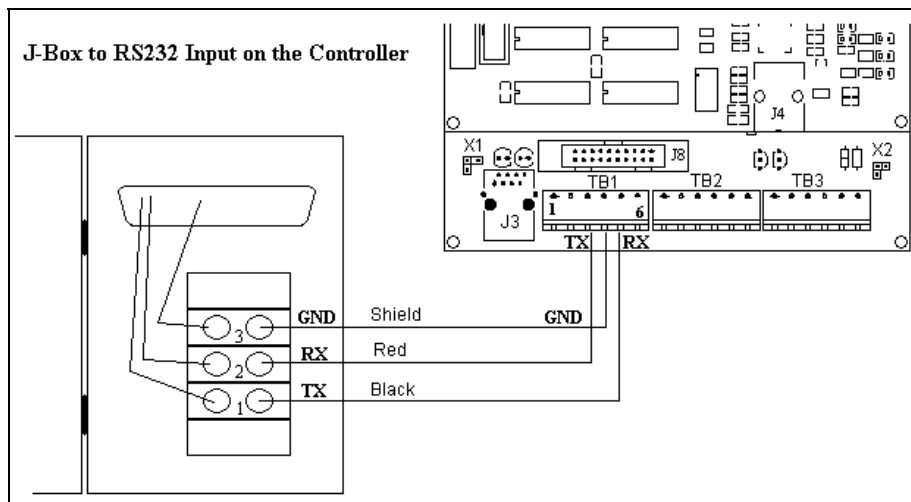 J-Box to RS232 Input on the Controller
J4
X1
J8
X2
TB1
TB2
TB3
1
6
J3
TX
RX
GND
Shield
GND
3
RX
Red
2
TX
Black
1